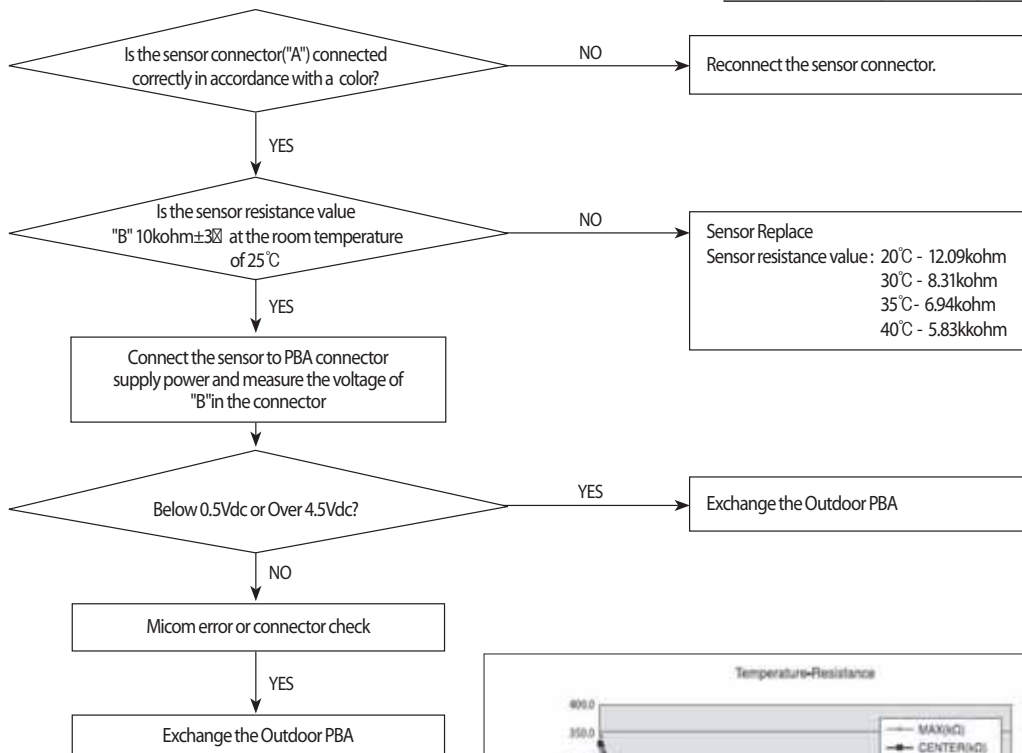 Is the sensor connector("A") connected
correctly in accordance with a color?
NO
Reconnect the sensor connector.
YES
Is the sensor resistance value
"B" 10kohm±3 at the room temperature
of 25℃
NO
Sensor Replace
Sensor resistance value : 20℃ - 12.09kohm
30℃ - 8.31kohm
35℃ - 6.94kohm
40℃ - 5.83kkohm
YES
Connect the sensor to PBA connector
supply power and measure the voltage of
"B"in the connector
Below 0.5Vdc or Over 4.5Vdc?
YES
Exchange the Outdoor PBA
NO
Micom error or connector check
YES
Exchange the Outdoor PBA
Temperature-Resistance
400.0
350.0
MAX(kΩ)
CENTER(kΩ)